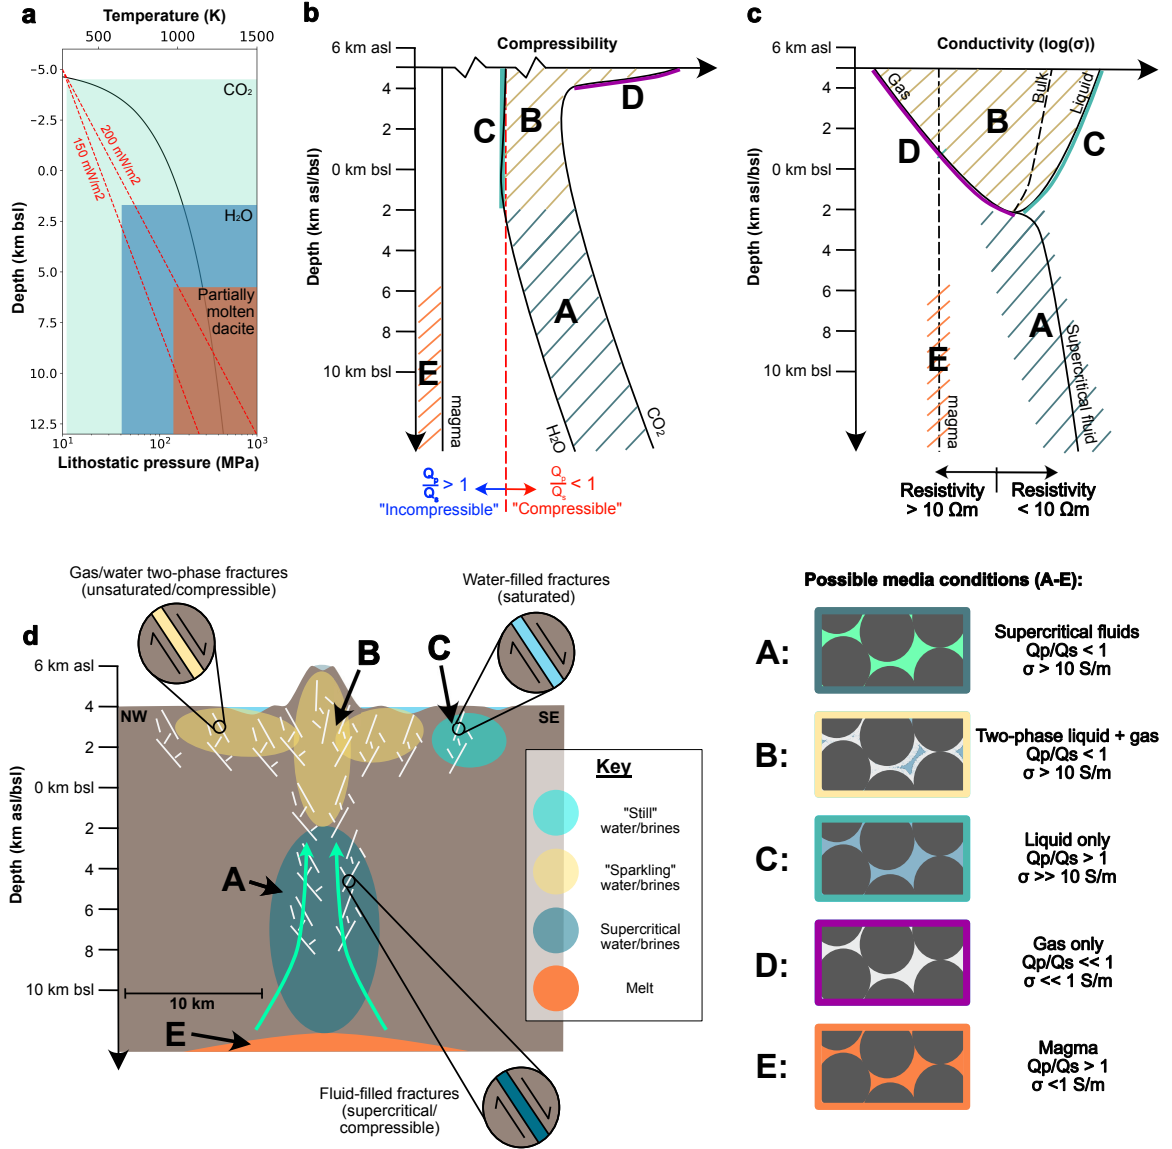 a
Temperature (K)
500
1000
1500
−5.0
−2.5
0.0
2.5
5.0
7.5
10.0
12.5
Depth (km bsl)
CO₂
200 mW/m2
150 mW/m2
H₂O
Partially
molten
dacite
10¹
10²
10³
Lithostatic pressure (MPa)
b
Compressibility
6 km asl
4
2
0 km bsl
2
4
6
8
10 km bsl
Depth (km asl/bsl)
A
B
C
D
E
magma
H₂O
CO₂
Qp/Qs > 1
Qp/Qs < 1
"Incompressible"
"Compressible"
c
Conductivity (log(σ))
6 km asl
4
2
0 km bsl
2
4
6
8
10 km bsl
Depth (km asl/bsl)
Gas
Bulk
Liquid
B
D
C
A
E
magma
Supercritical fluid
Resistivity
> 10 Ωm
Resistivity
< 10 Ωm
d
Gas/water two-phase fractures
(unsaturated/compressible)
Water-filled fractures
(saturated)
B
C
6 km asl
4
2
0 km bsl
2
4
6
8
10 km bsl
Depth (km asl/bsl)
NW
SE
A
E
10 km
Key
"Still"
water/brines
"Sparkling"
water/brines
Supercritical
water/brines
Melt
Fluid-filled fractures
(supercritical/
compressible)
Possible media conditions (A-E):
A:
Supercritical fluids
Qp/Qs < 1
σ > 10 S/m
B:
Two-phase liquid + gas
Qp/Qs < 1
σ > 10 S/m
C:
Liquid only
Qp/Qs > 1
σ >> 10 S/m
D:
Gas only
Qp/Qs << 1
σ << 1 S/m
E:
Magma
Qp/Qs > 1
σ <1 S/m